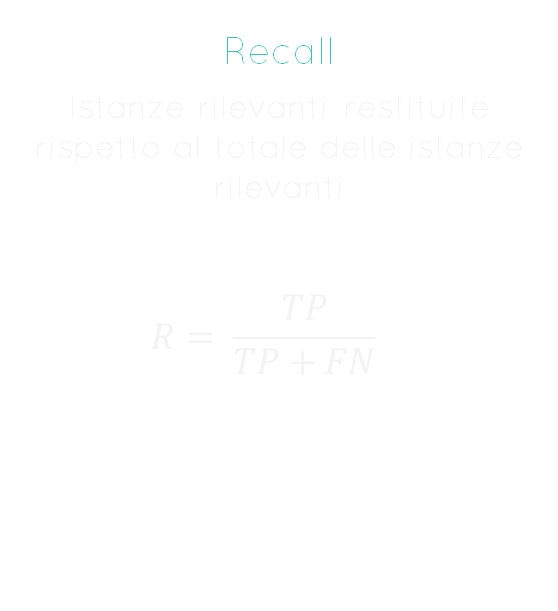 Recall
Istanze rilevanti restituite
rispetto al totale delle istanze
rilevanti
R = TP / (TP + FN)